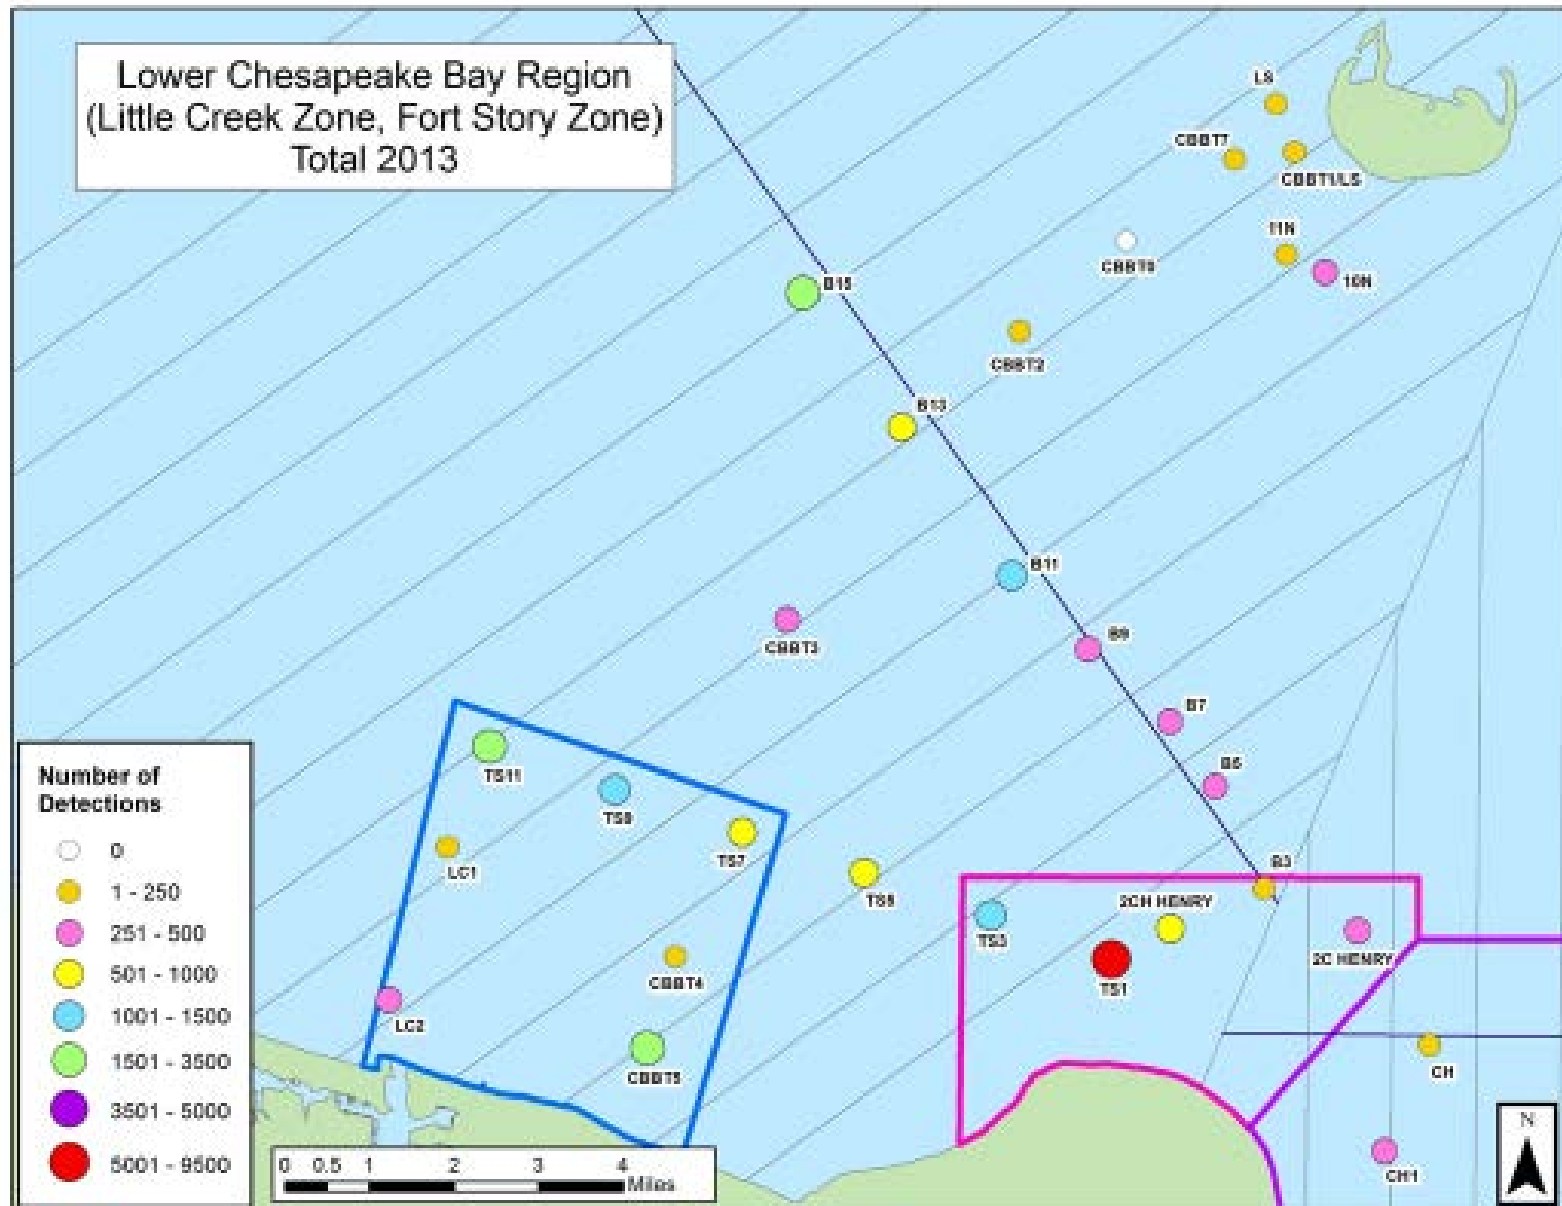 Lower Chesapeake Bay Region
(Little Creek Zone, Fort Story Zone)
Total 2013
LS
CBBT7
CBBT1/LS
11N
10N
B15
CBBT2
B13
B11
CBBT3
B9
B7
B5
B3
TS11
TS9
TS7
LC1
2CH HENRY
TS3
2C HENRY
TS1
CBBT4
LC2
CBBT5
CH
CH1
Number of
Detections
0
1 - 250
251 - 500
501 - 1000
1001 - 1500
1501 - 3500
3501 - 5000
5001 - 9500
0 0.5 1 2 3 4
Miles
N